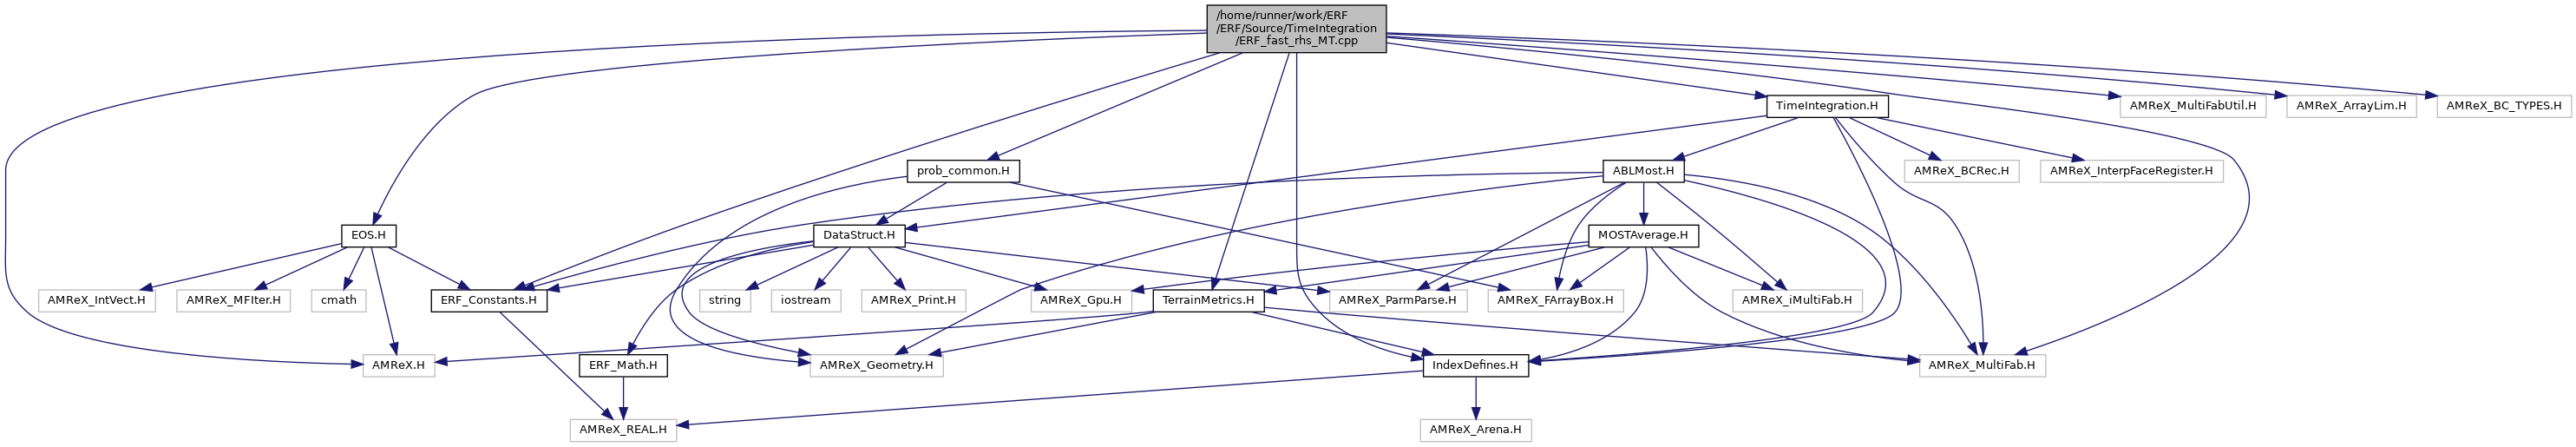 /home/runner/work/ERF
/ERF/Source/TimeIntegration
/ERF_fast_rhs_MT.cpp
TimeIntegration.H
AMReX_MultiFabUtil.H
AMReX_ArrayLim.H
AMReX_BC_TYPES.H
prob_common.H
ABLMost.H
AMReX_BCRec.H
AMReX_InterpFaceRegister.H
EOS.H
DataStruct.H
MOSTAverage.H
AMReX_IntVect.H
AMReX_MFIter.H
cmath
ERF_Constants.H
string
iostream
AMReX_Print.H
AMReX_Gpu.H
TerrainMetrics.H
AMReX_ParmParse.H
AMReX_FArrayBox.H
AMReX_iMultiFab.H
AMReX.H
ERF_Math.H
AMReX_Geometry.H
IndexDefines.H
AMReX_MultiFab.H
AMReX_REAL.H
AMReX_Arena.H